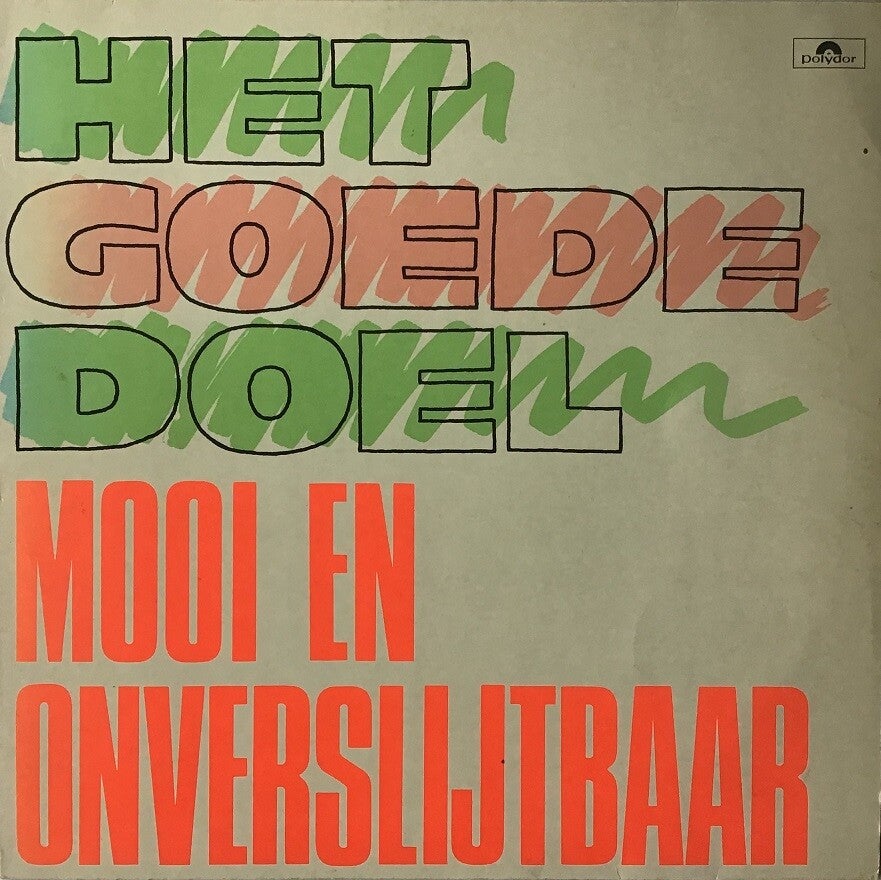 polydor
HET
GOEDE
DOEL
MOOI EN
ONVERSLIJTBAAR